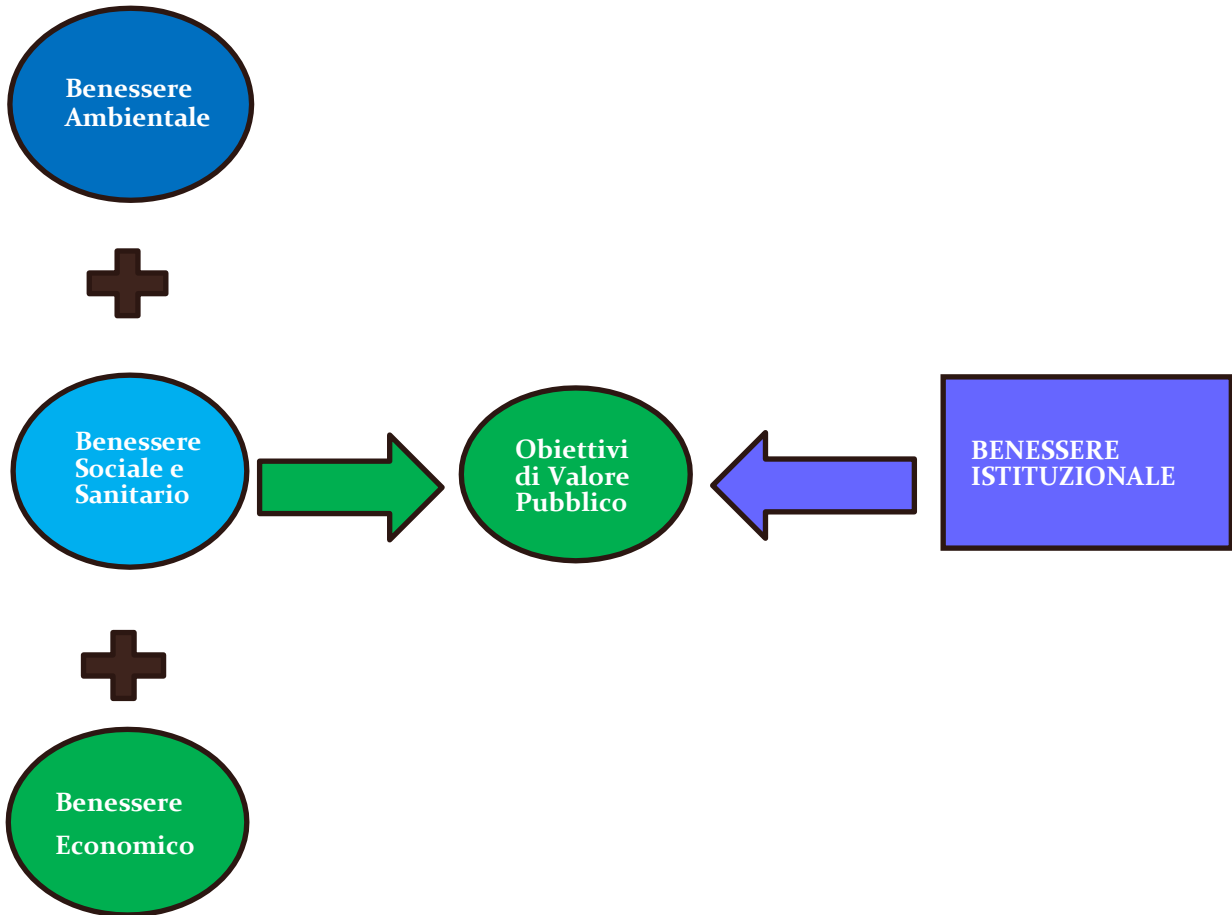 Benessere
Ambientale
Benessere
Sociale e
Sanitario
Obiettivi
di Valore
Pubblico
BENESSERE
ISTITUZIONALE
Benessere
Economico